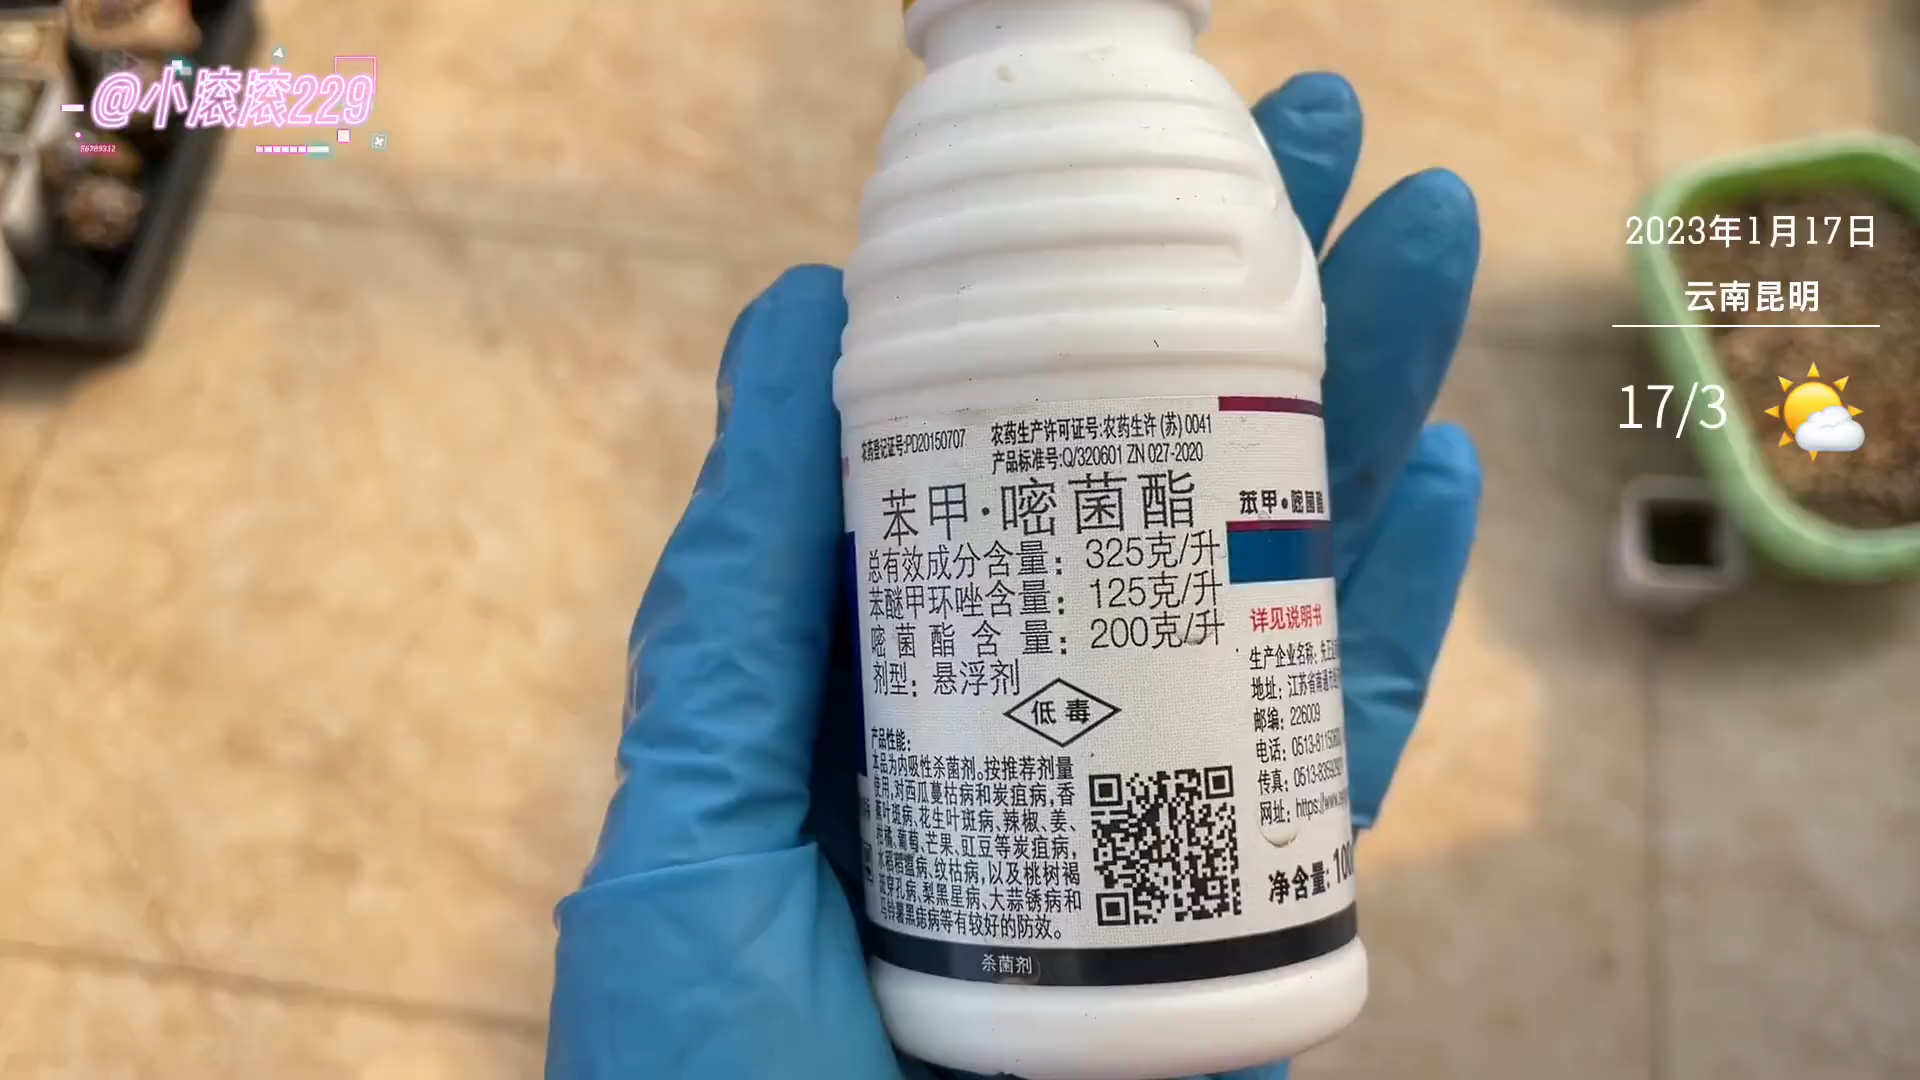 @小滚滚229
56789312
2023年1月17日
云南昆明
17/3
农药登记证号:PD20150707
农药生产许可证号:农药生许(苏)0041
产品标准号:Q/320601 ZN 027-2020
苯甲·嘧菌酯
总有效成分含量：325克/升
苯醚甲环唑含量：125克/升
嘧菌酯含量：200克/升
剂型：悬浮剂
低毒
产品性能：
本品为内吸性杀菌剂。按推荐剂量
使用,对西瓜蔓枯病和炭疽病,香
蕉叶斑病、花生叶斑病、辣椒、姜、
柑橘、葡萄、芒果、豇豆等炭疽病,
水稻稻瘟病、纹枯病,以及桃树褐
斑穿孔病、梨黑星病、大蒜锈病和
马铃薯黑痣病等有较好的防效。
杀菌剂
苯甲·嘧菌酯
详见说明书
生产企业名称：先正达
地址：江苏省南通市
邮编：226009
电话：0513-811
传真：0513-835
网址：https://www.
净含量：100